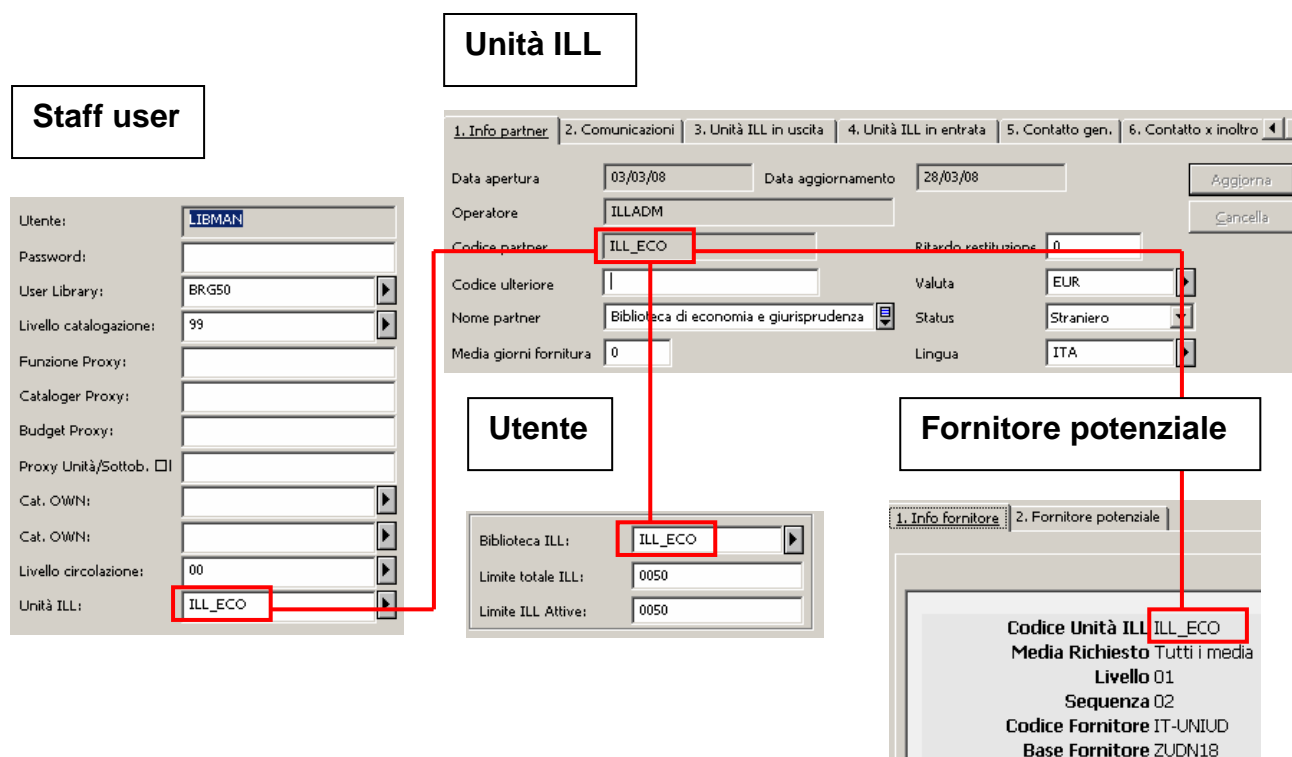 Unità ILL
Staff user
1. Info partner 2. Comunicazioni 3. Unità ILL in uscita 4. Unità ILL in entrata 5. Contatto gen. 6. Contatto x inoltro
Data apertura 03/03/08 Data aggiornamento 28/03/08 Aggiorna
Operatore ILLADM Cancella
Codice partner ILL_ECO Ritardo restituzione 0
Codice ulteriore Valuta EUR
Nome partner Biblioteca di economia e giurisprudenza Status Straniero
Media giorni fornitura 0 Lingua ITA
Utente: LIBMAN
Password:
User Library: BRG50
Livello catalogazione: 99
Funzione Proxy:
Cataloger Proxy:
Budget Proxy:
Proxy Unità/Sottob.
Cat. OWN:
Cat. OWN:
Livello circolazione: 00
Unità ILL: ILL_ECO
Utente
Biblioteca ILL: ILL_ECO
Limite totale ILL: 0050
Limite ILL Attive: 0050
Fornitore potenziale
1. Info fornitore 2. Fornitore potenziale
Codice Unità ILL ILL_ECO
Media Richiesto Tutti i media
Livello 01
Sequenza 02
Codice Fornitore IT-UNIUD
Base Fornitore ZUDN18